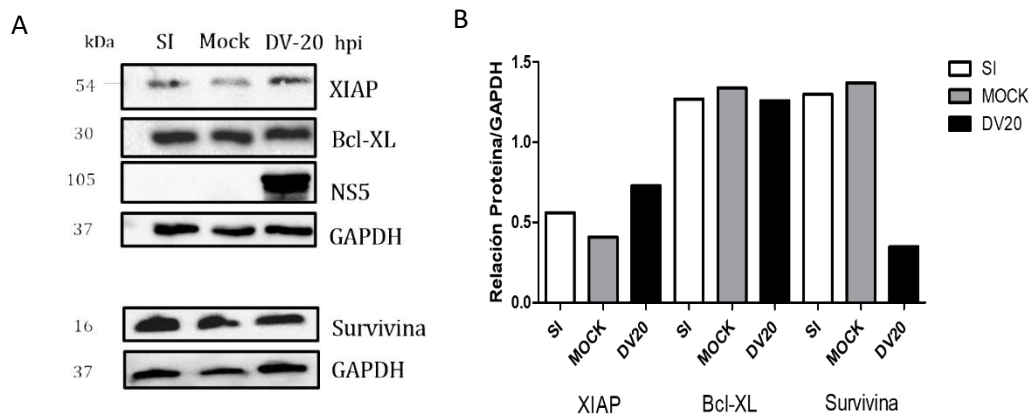 A
kDa SI Mock DV-20 hpi
54 XIAP
30 Bcl-XL
105 NS5
37 GAPDH
16 Survivina
37 GAPDH
B
Relación Proteína/GAPDH
1.5
1.0
0.5
0.0
SI MOCK DV20 SI MOCK DV20 SI MOCK DV20
XIAP Bcl-XL Survivina
SI
MOCK
DV20